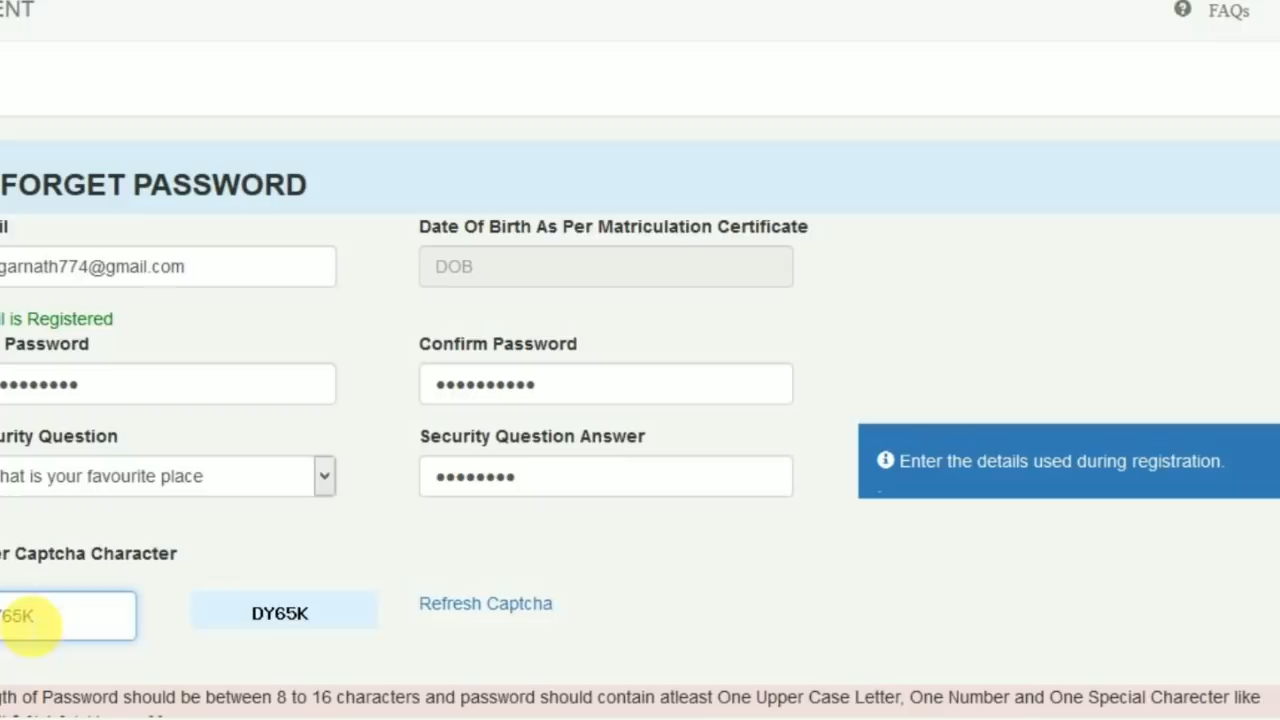 ENT
FAQs
FORGET PASSWORD
il
Date Of Birth As Per Matriculation Certificate
garnath774@gmail.com
DOB
l is Registered
Password
Confirm Password
urity Question
Security Question Answer
hat is your favourite place
Enter the details used during registration.
r Captcha Character
65K
DY65K
Refresh Captcha
gth of Password should be between 8 to 16 characters and password should contain atleast One Upper Case Letter, One Number and One Special Charecter like